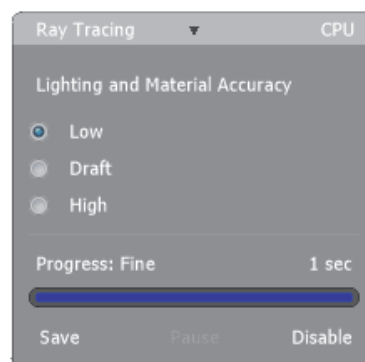 Ray Tracing CPU
Lighting and Material Accuracy
Low
Draft
High
Progress: Fine 1 sec
Save Pause Disable